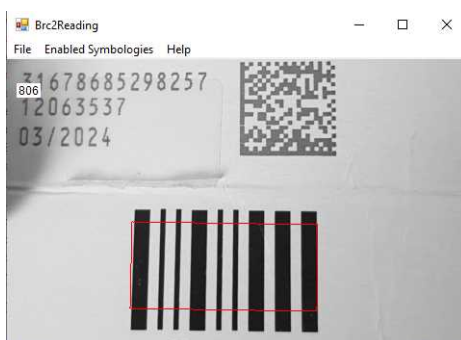 Brc2Reading
File Enabled Symbologies Help
31678685298257
806
12063537
03/2024